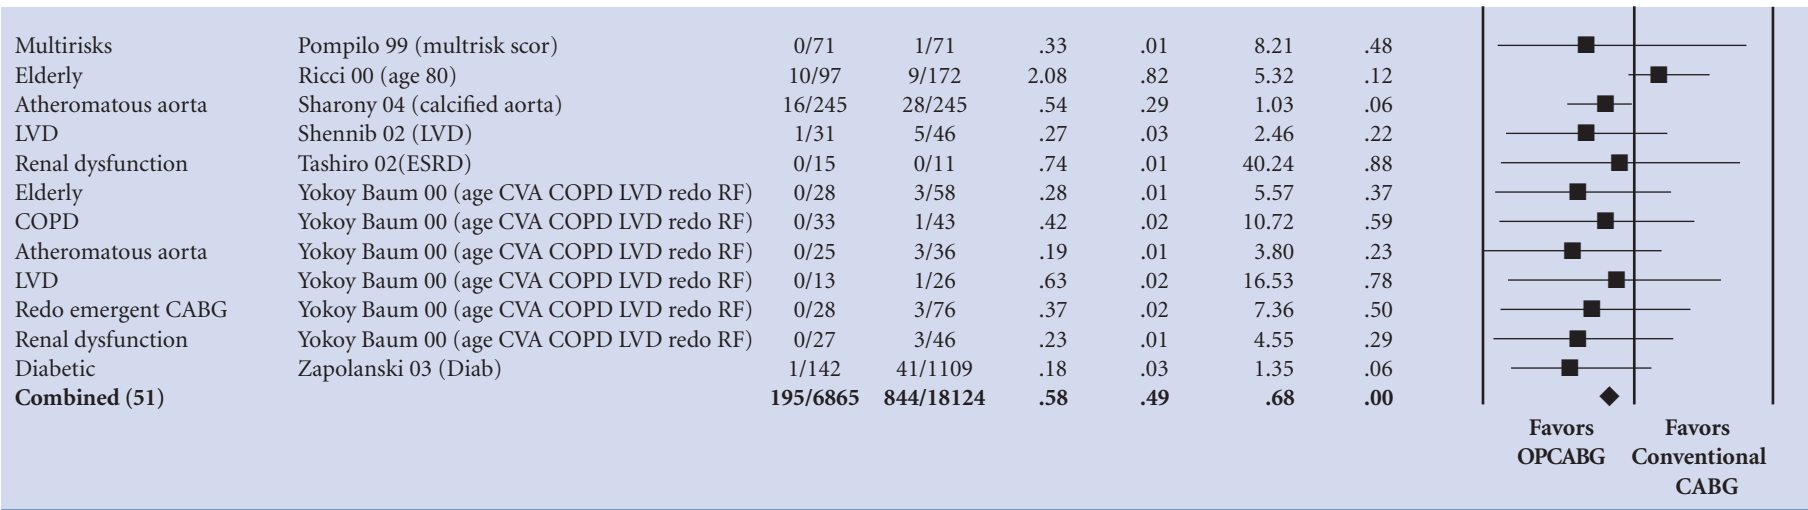 Multirisks Pompilo 99 (multrisk scor) 0/71 1/71 .33 .01 8.21 .48
Elderly Ricci 00 (age 80) 10/97 9/172 2.08 .82 5.32 .12
Atheromatous aorta Sharony 04 (calcified aorta) 16/245 28/245 .54 .29 1.03 .06
LVD Shennib 02 (LVD) 1/31 5/46 .27 .03 2.46 .22
Renal dysfunction Tashiro 02(ESRD) 0/15 0/11 .74 .01 40.24 .88
Elderly Yokoy Baum 00 (age CVA COPD LVD redo RF) 0/28 3/58 .28 .01 5.57 .37
COPD Yokoy Baum 00 (age CVA COPD LVD redo RF) 0/33 1/43 .42 .02 10.72 .59
Atheromatous aorta Yokoy Baum 00 (age CVA COPD LVD redo RF) 0/25 3/36 .19 .01 3.80 .23
LVD Yokoy Baum 00 (age CVA COPD LVD redo RF) 0/13 1/26 .63 .02 16.53 .78
Redo emergent CABG Yokoy Baum 00 (age CVA COPD LVD redo RF) 0/28 3/76 .37 .02 7.36 .50
Renal dysfunction Yokoy Baum 00 (age CVA COPD LVD redo RF) 0/27 3/46 .23 .01 4.55 .29
Diabetic Zapolanski 03 (Diab) 1/142 41/1109 .18 .03 1.35 .06
Combined (51) 195/6865 844/18124 .58 .49 .68 .00
Favors Favors
OPCABG Conventional
CABG